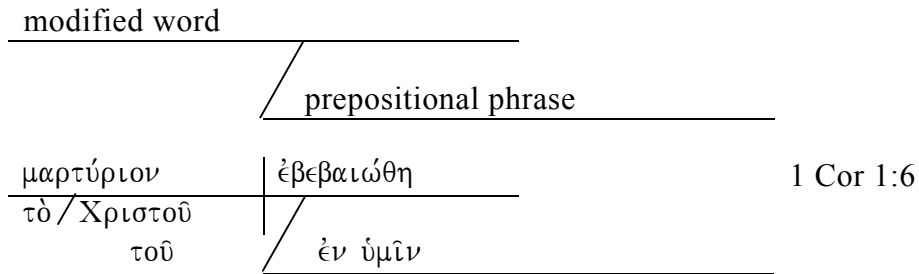 modified word
prepositional phrase
μαρτύριον ἐβεβαιώθη 1 Cor 1:6
τὸ Χριστοῦ
τοῦ ἐν ὑμῖν